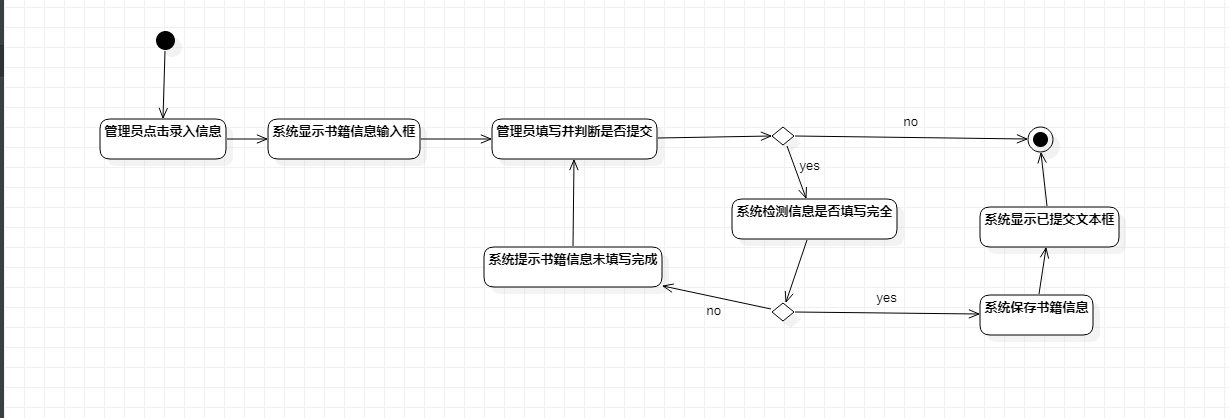 管理员点击录入信息
系统显示书籍信息输入框
管理员填写并判断是否提交
no
yes
系统检测信息是否填写完全
系统显示已提交文本框
系统提示书籍信息未填写完成
no
yes
系统保存书籍信息